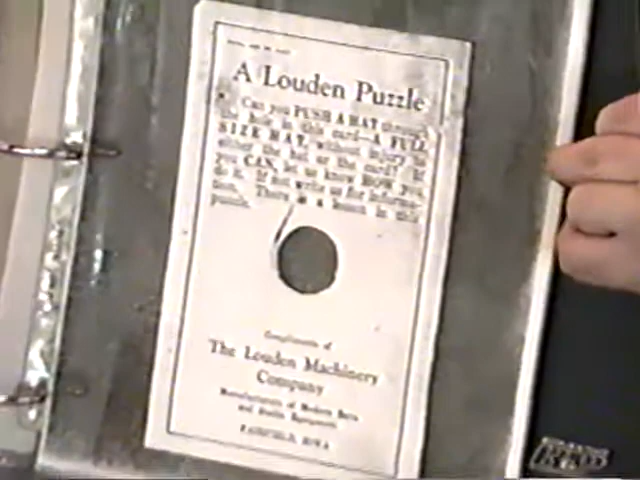 A Louden Puzzle
Can you PUSH A HAT through
the hole in this card—A FULL
SIZE HAT, without injury to
either the hat or the card? If
you CAN, let us know HOW you
do it. If not write us for informa-
tion. There is a lesson in this
puzzle.
Compliments of
The Louden Machinery
Company
Manufacturers of Modern Barn
and Stable Equipment
FAIRFIELD, IOWA